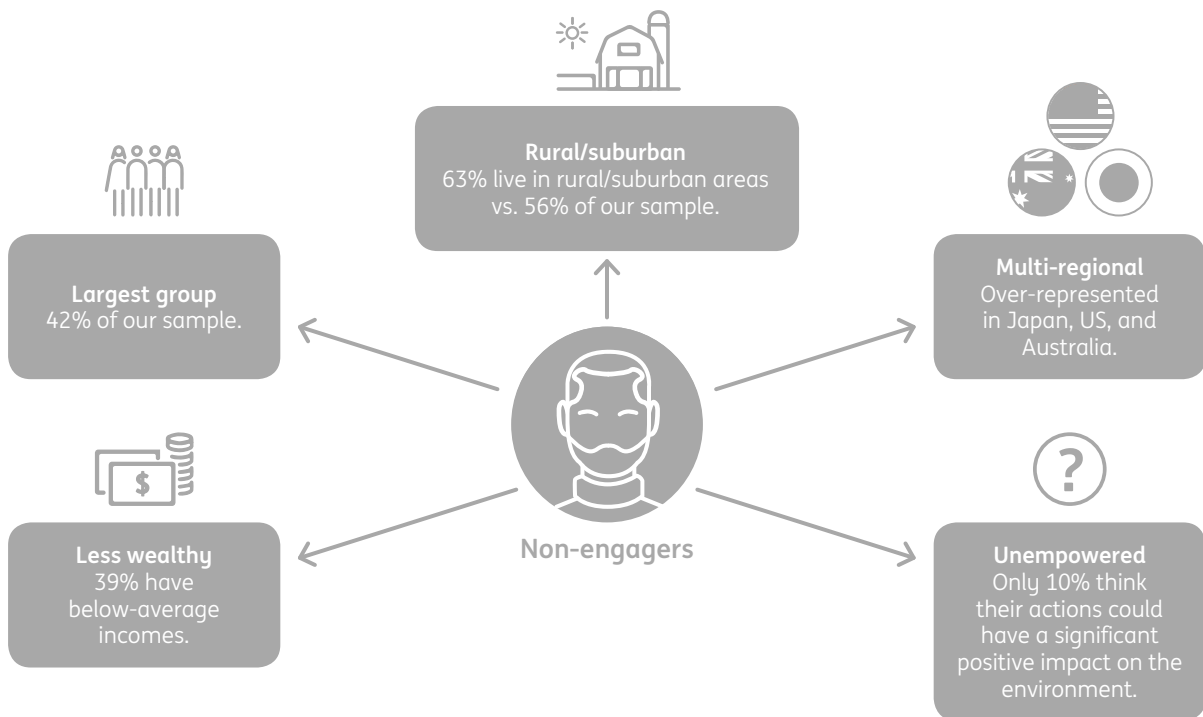 Rural/suburban
63% live in rural/suburban areas
vs. 56% of our sample.
Largest group
42% of our sample.
Multi-regional
Over-represented
in Japan, US, and
Australia.
$
Less wealthy
39% have
below-average
incomes.
Non-engagers
?
Unempowered
Only 10% think
their actions could
have a significant
positive impact on the
environment.